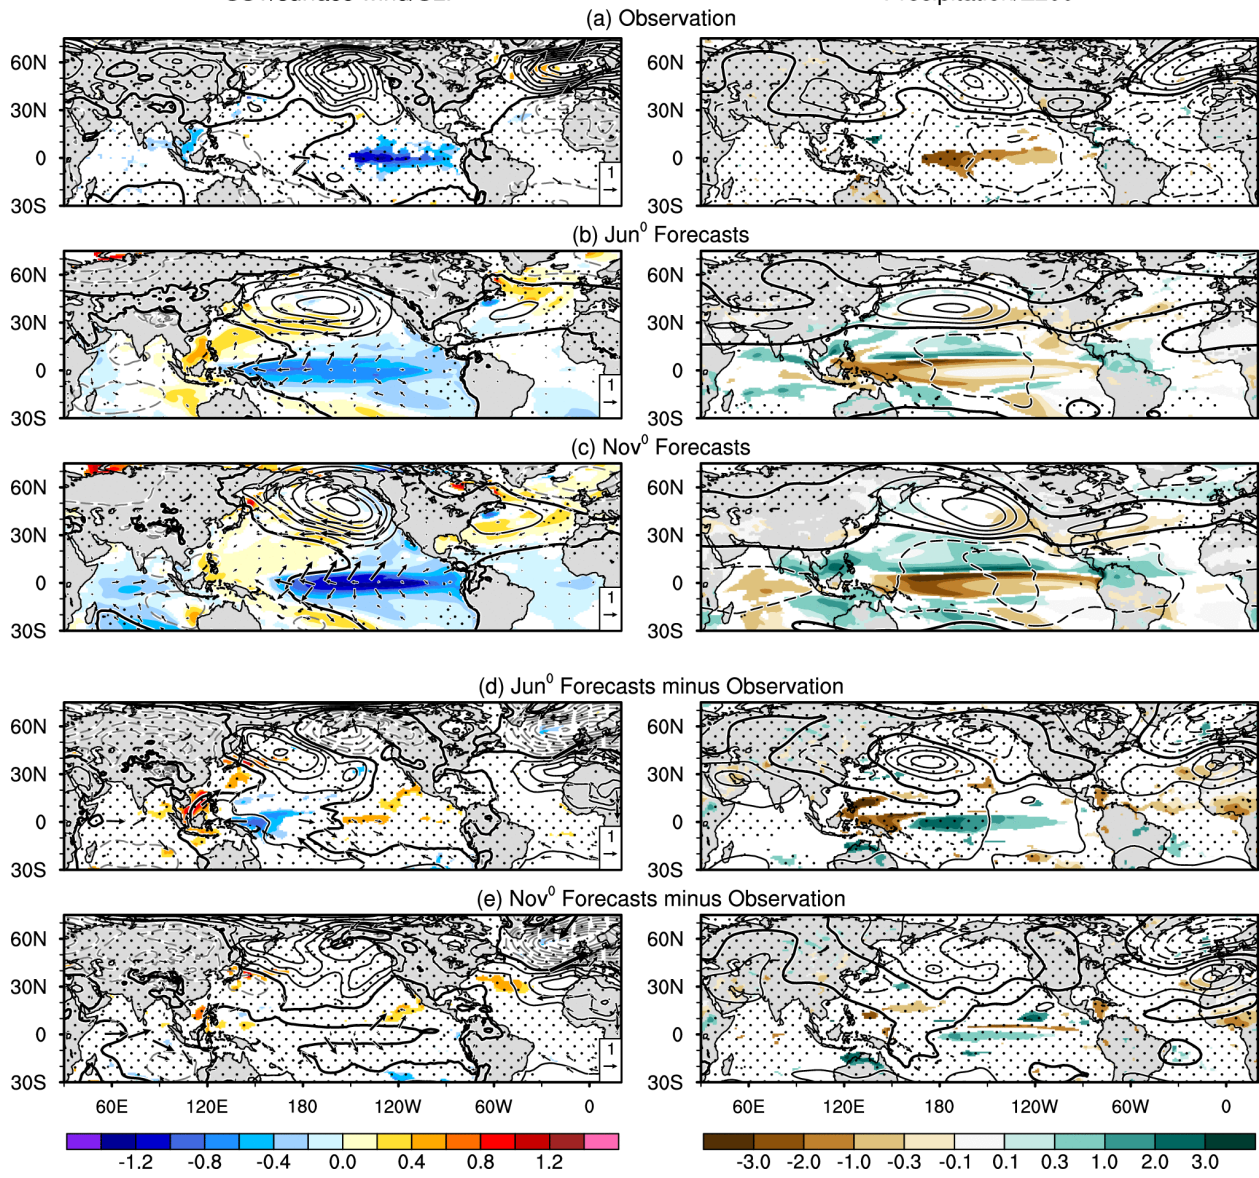 (a) Observation
60N
30N
0
30S
1
60N
30N
0
30S
(b) Jun⁰ Forecasts
60N
30N
0
30S
1
60N
30N
0
30S
(c) Nov⁰ Forecasts
60N
30N
0
30S
1
60N
30N
0
30S
(d) Jun⁰ Forecasts minus Observation
60N
30N
0
30S
1
60N
30N
0
30S
(e) Nov⁰ Forecasts minus Observation
60N
30N
0
30S
1
60N
30N
0
30S
60E 120E 180 120W 60W 0
60E 120E 180 120W 60W 0
-1.2 -0.8 -0.4 0.0 0.4 0.8 1.2
-3.0 -2.0 -1.0 -0.3 -0.1 0.1 0.3 1.0 2.0 3.0